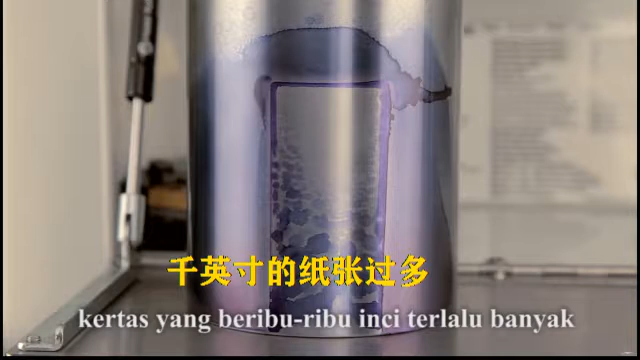 千英寸的纸张过多
kertas yang beribu-ribu inci terlalu banyak